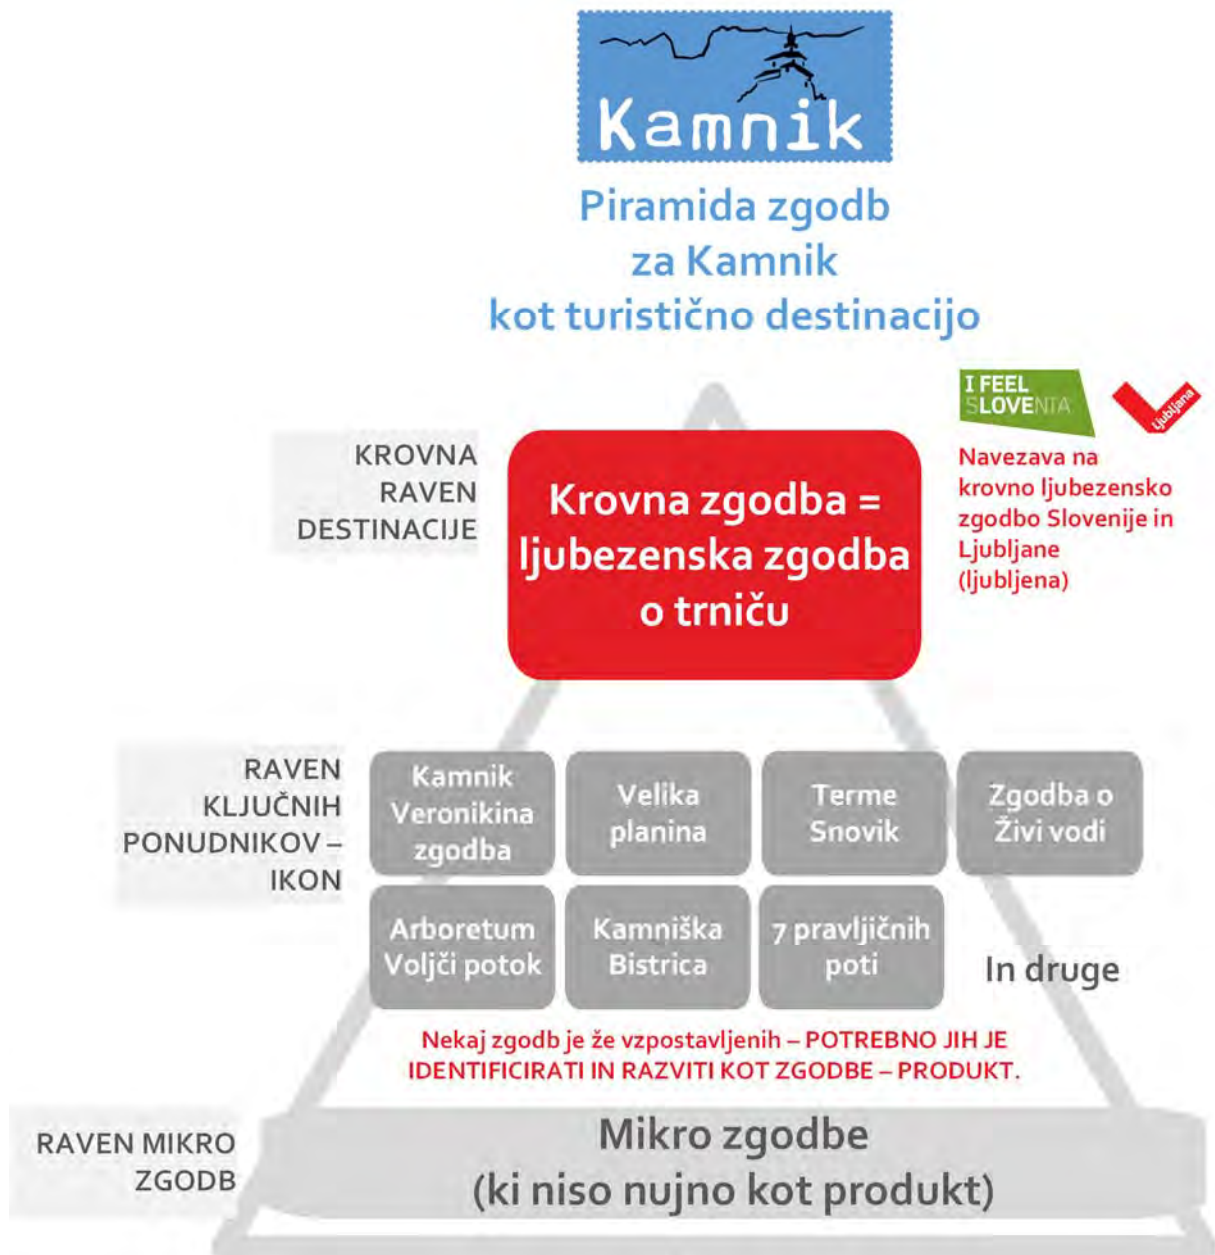 Kamnik
Piramida zgodb
za Kamnik
kot turistično destinacijo
I FEEL
SLOVENIA
Ljubljana
Navezava na
krovno ljubezensko
zgodbo Slovenije in
Ljubljane
(ljubljena)
KROVNA
RAVEN
DESTINACIJE
Krovna zgodba =
ljubezenska zgodba
o trniču
RAVEN
KLJUČNIH
PONUDNIKOV –
IKON
Kamnik
Veronikina
zgodba
Velika
planina
Terme
Snovik
Zgodba o
Živi vodi
Arboretum
Voljči potok
Kamniška
Bistrica
7 pravljičnih
poti
In druge
Nekaj zgodb je že vzpostavljenih – POTREBNO JIH JE
IDENTIFICIRATI IN RAZVITI KOT ZGODBE – PRODUKT.
RAVEN MIKRO
ZGODB
Mikro zgodbe
(ki niso nujno kot produkt)